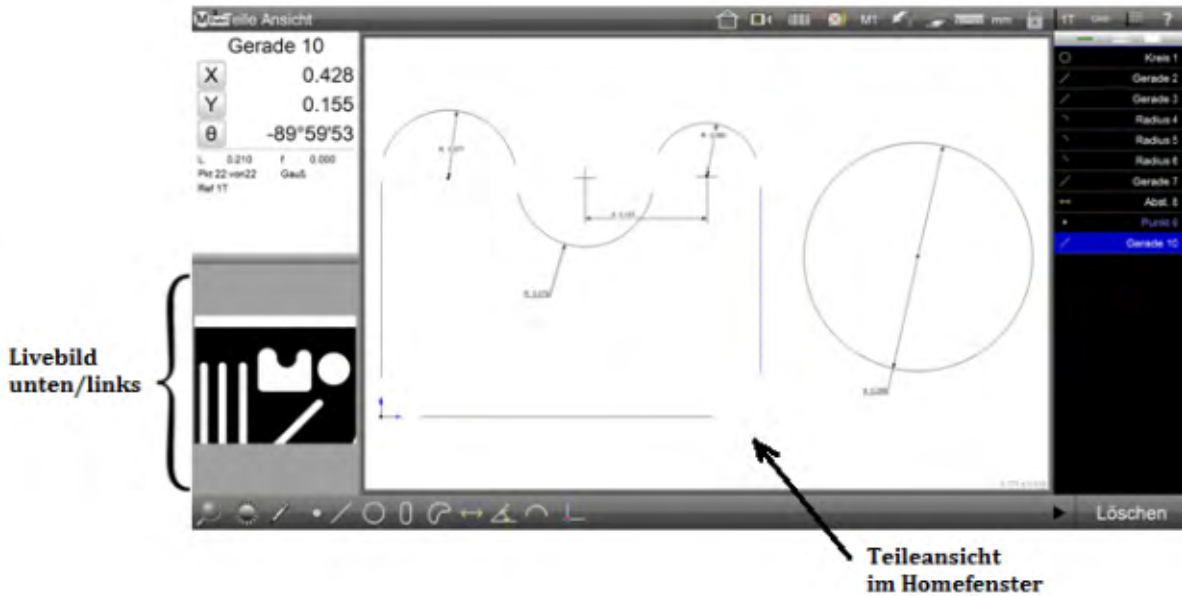 Teile Ansicht
M1
mm
1T
?
Gerade 10
X 0.428
Y 0.155
θ -89°59'53
L 0.210 f 0.000
Pkt 22 von22 Gauß
Ref 1T
Kreis 1
Gerade 2
Gerade 3
Radius 4
Radius 5
Radius 6
Gerade 7
Abst. 8
Punkt 9
Gerade 10
Livebild
unten/links
Löschen
Teileansicht
im Homefenster